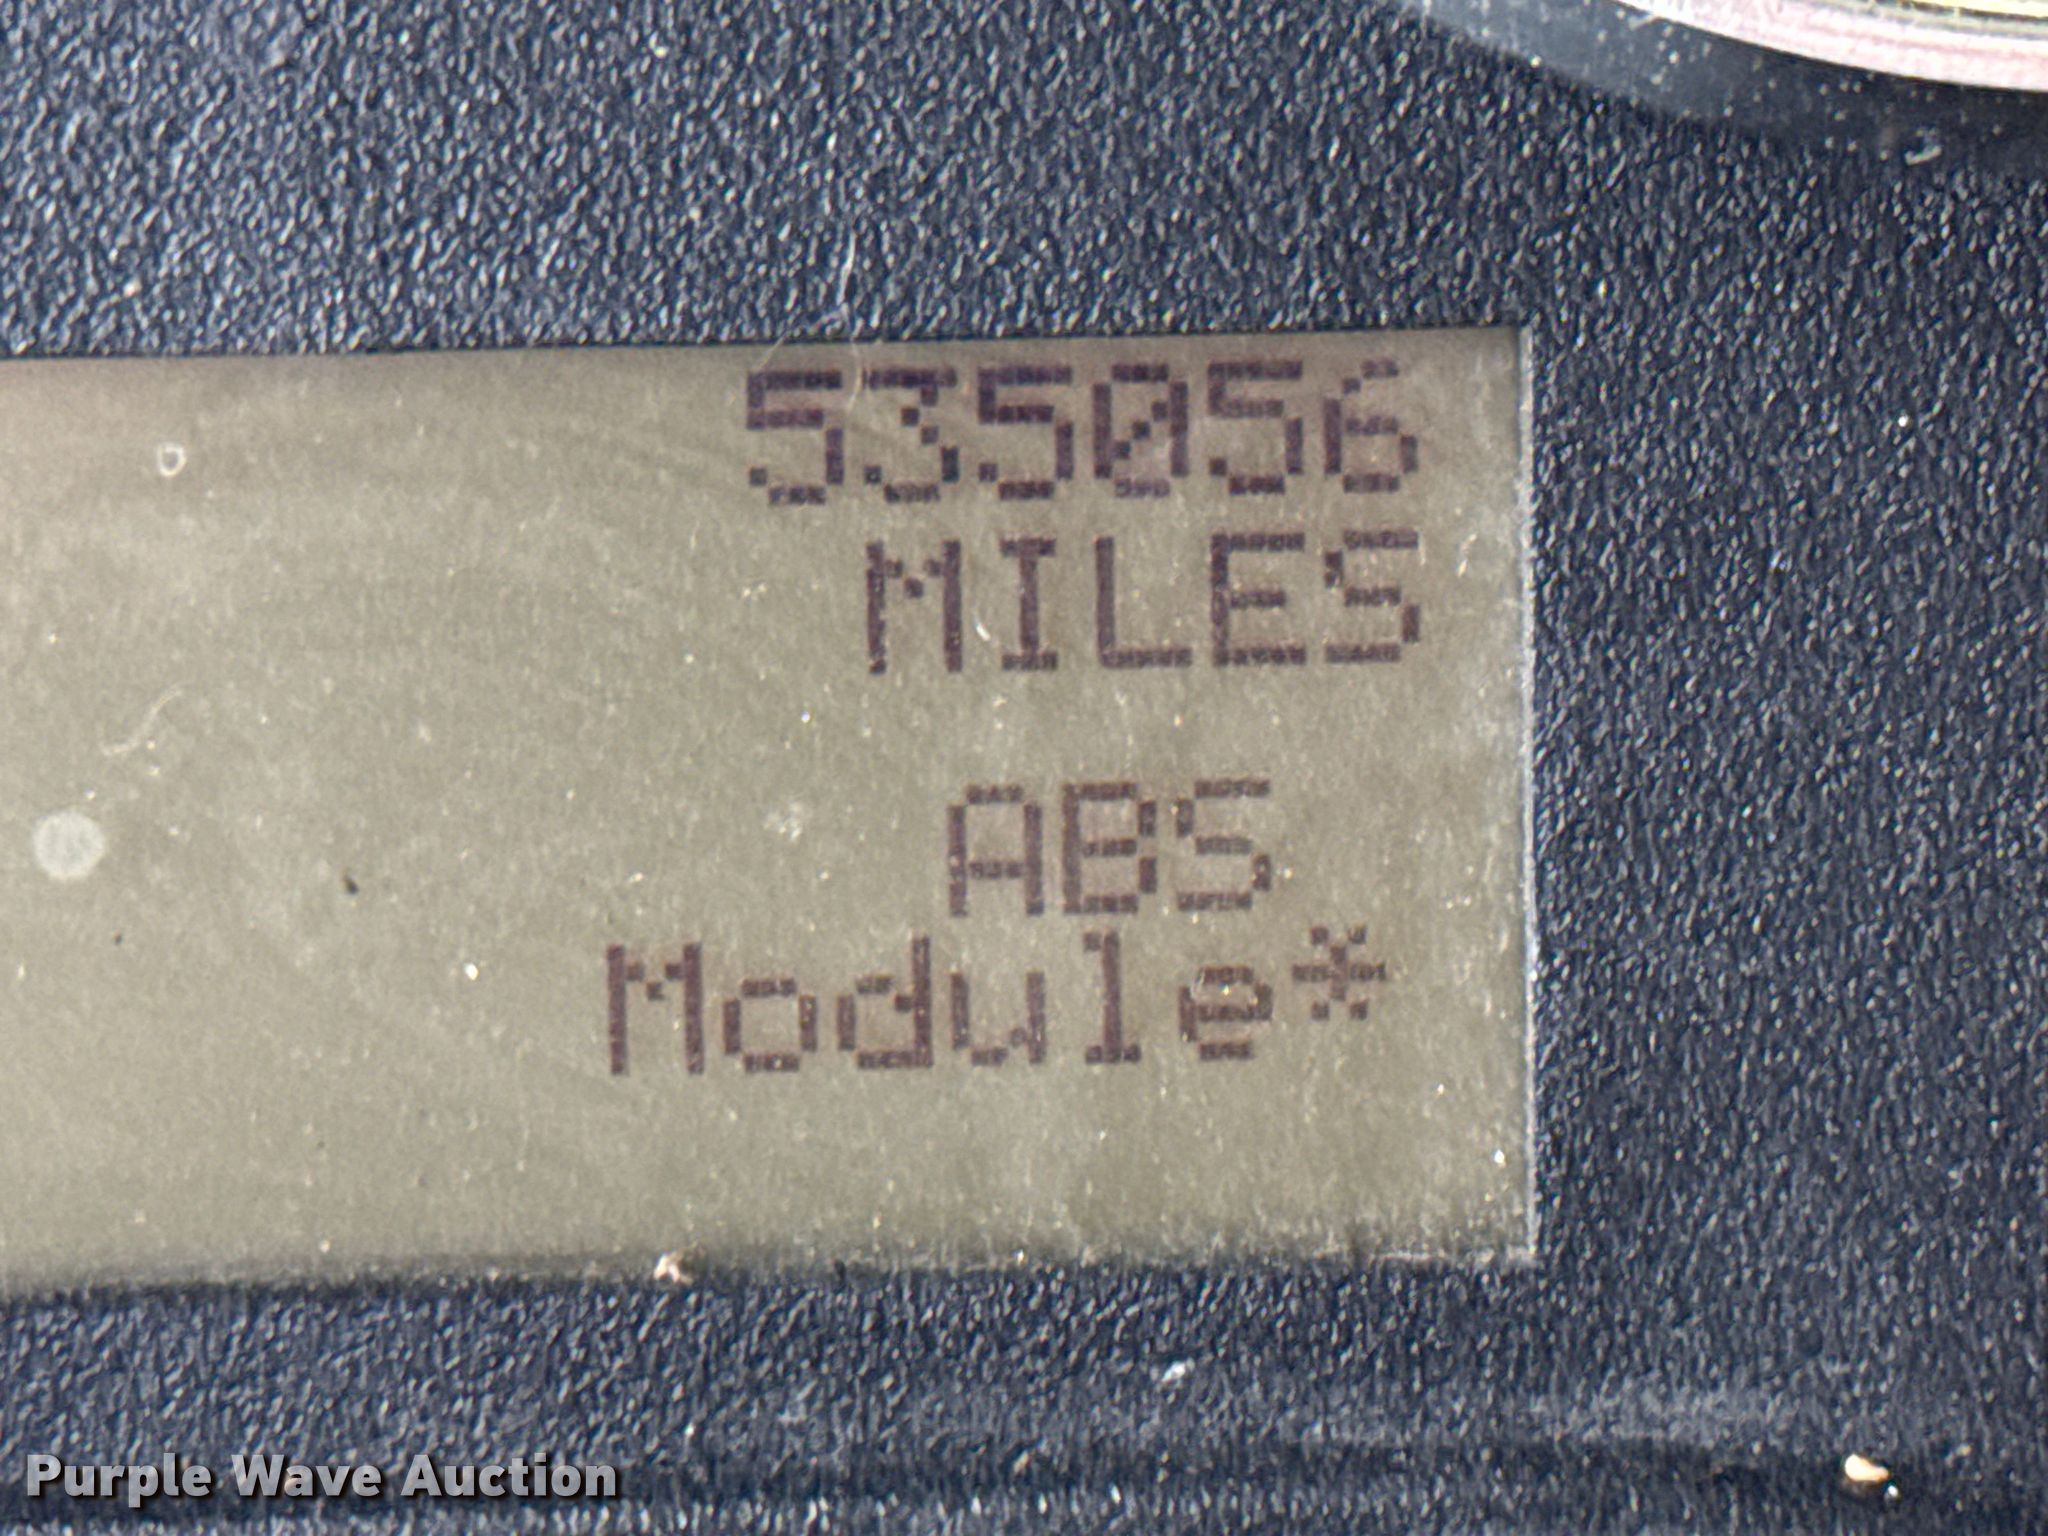 535056
MILES
ABS
Module*
Purple Wave Auction